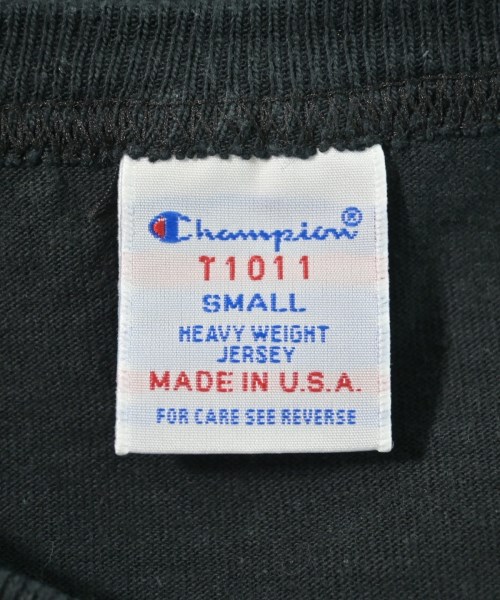 Champion®
T1011
SMALL
HEAVY WEIGHT
JERSEY
MADE IN U.S.A.
FOR CARE SEE REVERSE